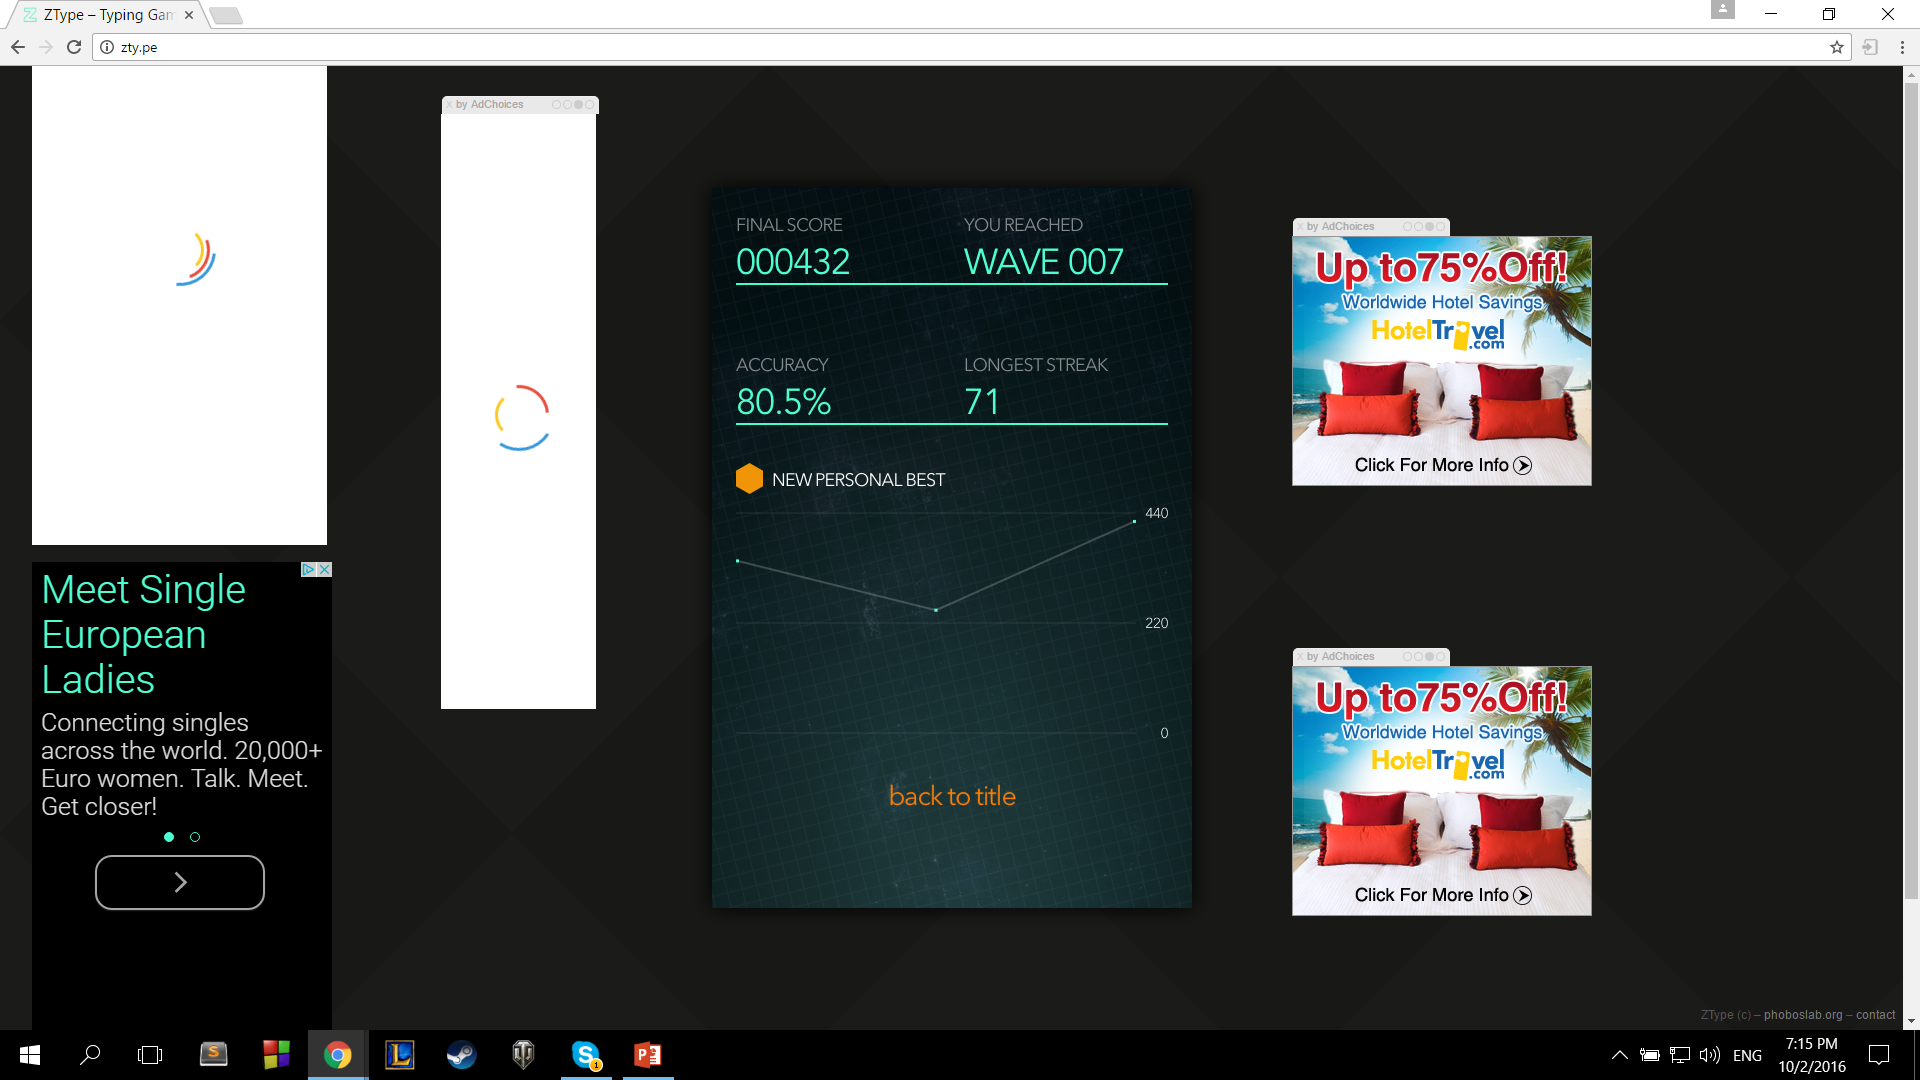 ZType – Typing Gam
zty.pe
X by AdChoices
FINAL SCORE
YOU REACHED
000432
WAVE 007
ACCURACY
LONGEST STREAK
80.5%
71
NEW PERSONAL BEST
440
220
0
back to title
Meet Single
European
Ladies
Connecting singles
across the world. 20,000+
Euro women. Talk. Meet.
Get closer!
X by AdChoices
Up to75%Off!
Worldwide Hotel Savings
HotelTravel
.com
Click For More Info
X by AdChoices
Up to75%Off!
Worldwide Hotel Savings
HotelTravel
.com
Click For More Info
ZType (c) – phoboslab.org – contact
S
L
S
1
P
ENG
7:15 PM
10/2/2016